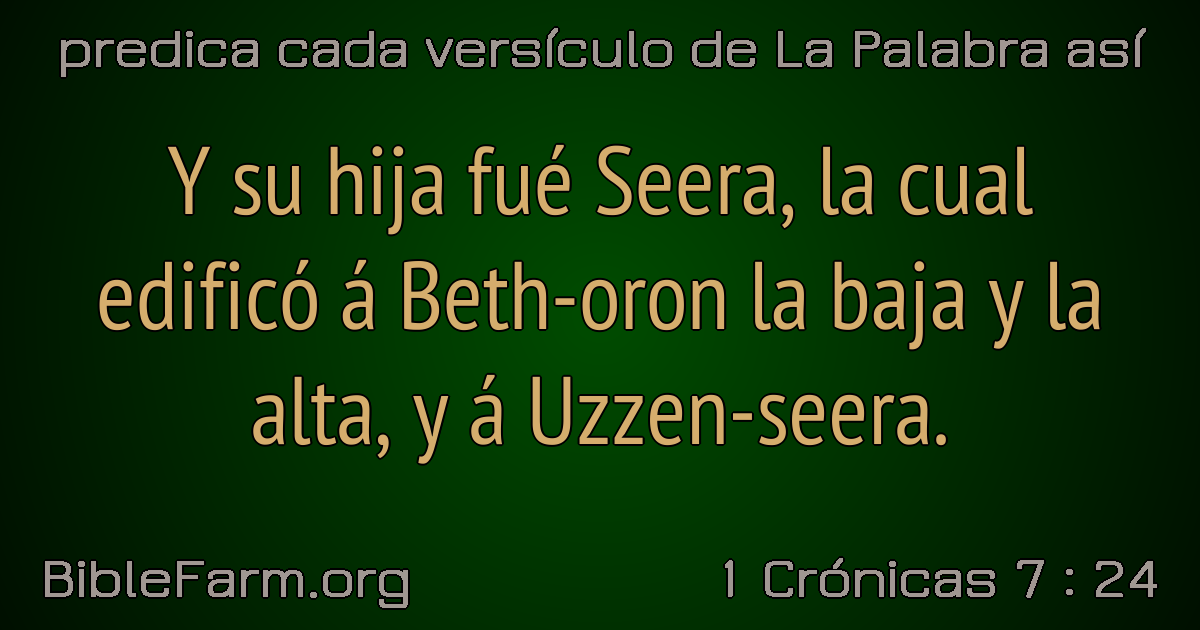 predica cada versículo de La Palabra así
Y su hija fué Seera, la cual
edificó á Beth-oron la baja y la
alta, y á Uzzen-seera.
BibleFarm.org
1 Crónicas 7 : 24